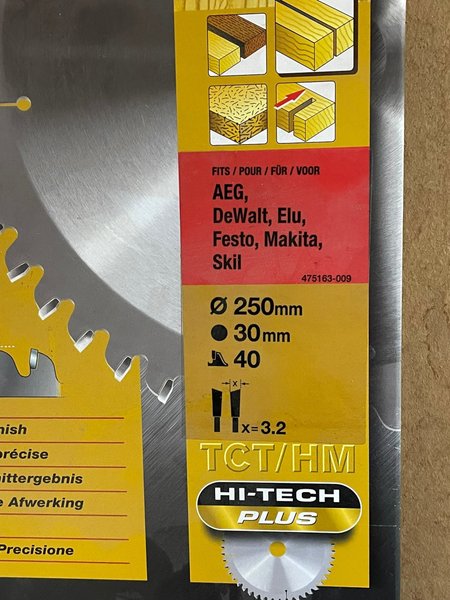 FITS / POUR / FÜR / VOOR
AEG,
DeWalt, Elu,
Festo, Makita,
Skil
475163-009
Ø 250mm
30mm
40
x
x = 3.2
nish
précise
nittergebnis
e Afwerking
Precisione
TCT/HM
HI-TECH
PLUS